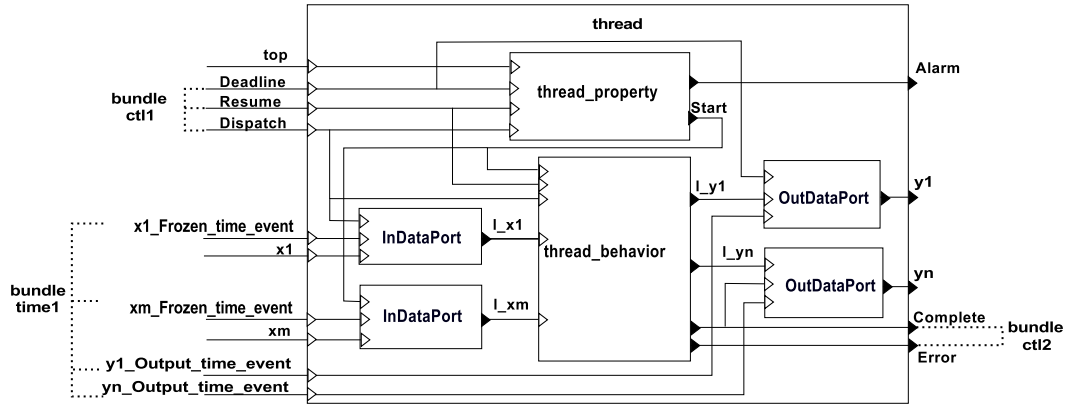 thread
top
Deadline
Resume
Dispatch
bundle
ctl1
thread_property
Alarm
Start
l_y1
OutDataPort
y1
x1_Frozen_time_event
x1
InDataPort
l_x1
thread_behavior
l_yn
OutDataPort
yn
bundle
time1
xm_Frozen_time_event
xm
InDataPort
l_xm
Complete
Error
bundle
ctl2
y1_Output_time_event
yn_Output_time_event